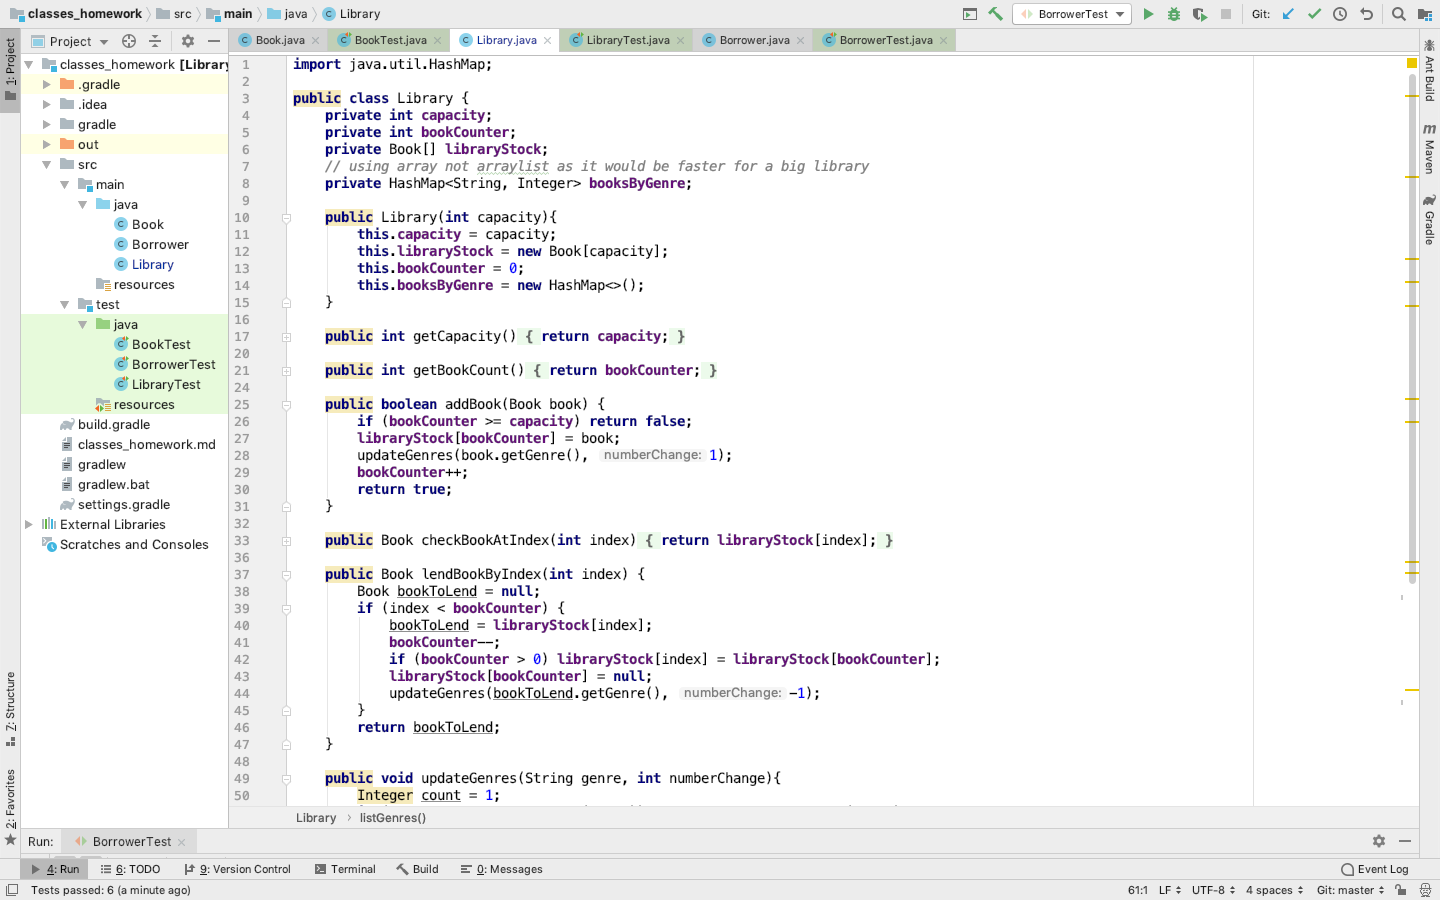 classes_homework src main java Library BorrowerTest Git:
1: Project
Project
Book.java BookTest.java Library.java LibraryTest.java Borrower.java BorrowerTest.java
classes_homework [Library
.gradle
.idea
gradle
out
src
main
java
Book
Borrower
Library
resources
test
java
BookTest
BorrowerTest
LibraryTest
resources
build.gradle
classes_homework.md
gradlew
gradlew.bat
settings.gradle
External Libraries
Scratches and Consoles
1 import java.util.HashMap;
2
3 public class Library {
4 private int capacity;
5 private int bookCounter;
6 private Book[] libraryStock;
7 // using array not arraylist as it would be faster for a big library
8 private HashMap<String, Integer> booksByGenre;
9
10 public Library(int capacity){
11 this.capacity = capacity;
12 this.libraryStock = new Book[capacity];
13 this.bookCounter = 0;
14 this.booksByGenre = new HashMap<>();
15 }
16
17 public int getCapacity() { return capacity; }
20
21 public int getBookCount() { return bookCounter; }
24
25 public boolean addBook(Book book) {
26 if (bookCounter >= capacity) return false;
27 libraryStock[bookCounter] = book;
28 updateGenres(book.getGenre(), numberChange: 1);
29 bookCounter++;
30 return true;
31 }
32
33 public Book checkBookAtIndex(int index) { return libraryStock[index]; }
36
37 public Book lendBookByIndex(int index) {
38 Book bookToLend = null;
39 if (index < bookCounter) {
40 bookToLend = libraryStock[index];
41 bookCounter--;
42 if (bookCounter > 0) libraryStock[index] = libraryStock[bookCounter];
43 libraryStock[bookCounter] = null;
44 updateGenres(bookToLend.getGenre(), numberChange: -1);
45 }
46 return bookToLend;
47 }
48
49 public void updateGenres(String genre, int numberChange){
50 Integer count = 1;
Library listGenres()
Ant Build
m Maven
Gradle
7: Structure
2: Favorites
Run: BorrowerTest
4: Run 6: TODO 9: Version Control Terminal Build 0: Messages Event Log
Tests passed: 6 (a minute ago) 61:1 LF UTF-8 4 spaces Git: master